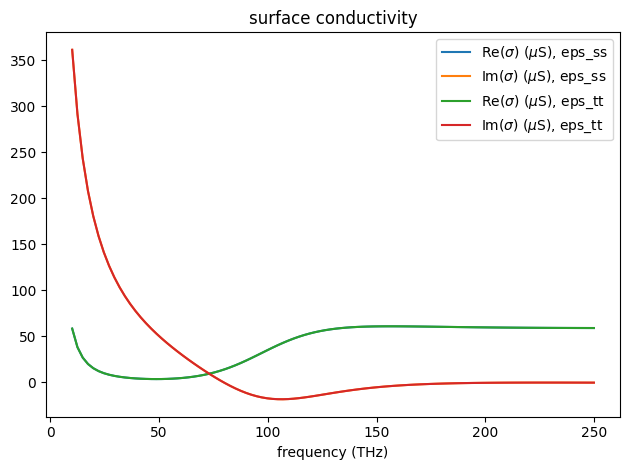 surface conductivity
Re(σ) (μS), eps_ss
Im(σ) (μS), eps_ss
Re(σ) (μS), eps_tt
Im(σ) (μS), eps_tt
350
300
250
200
150
100
50
0
0 50 100 150 200 250
frequency (THz)